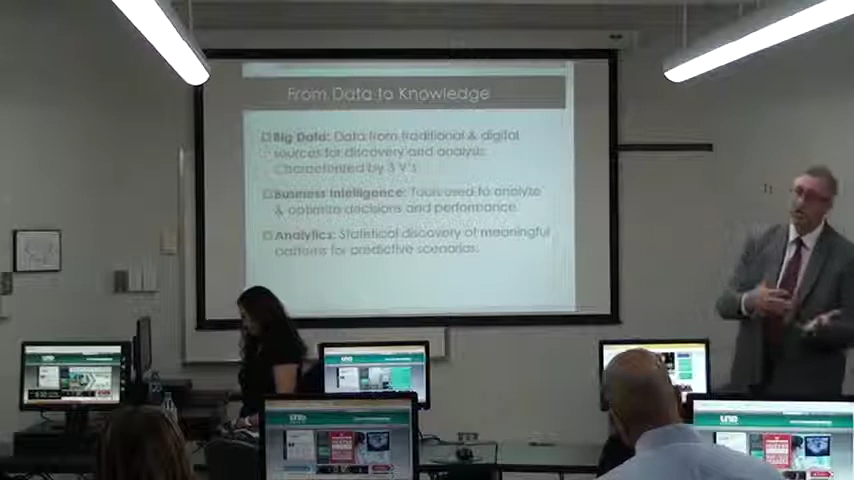 From Data to Knowledge
Big Data: Data from traditional & digital
sources for discovery and analysis.
Characterized by 3 V's
Business Intelligence: Tools used to analyze
& optimize decisions and performance.
Analytics: Statistical discovery of meaningful
patterns for predictive scenarios.